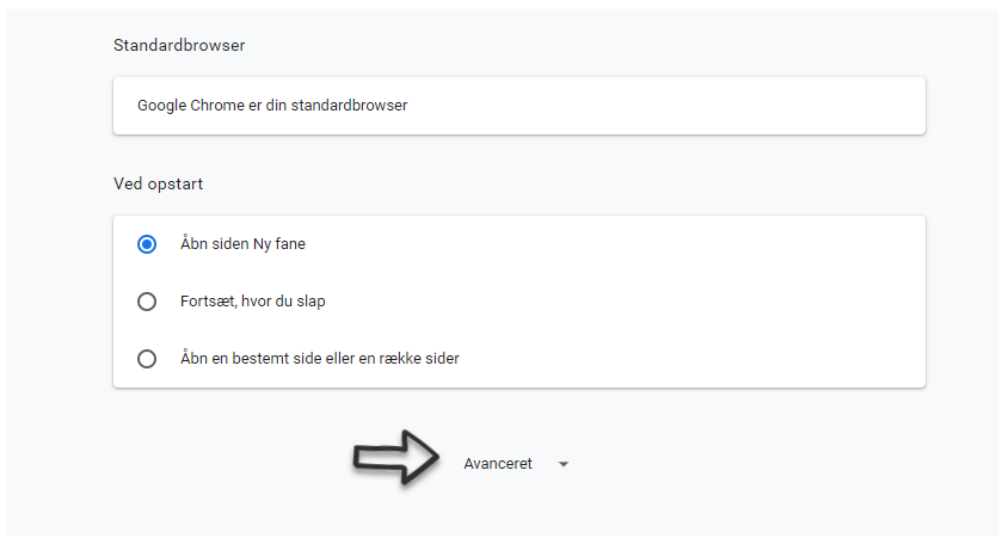 Standardbrowser
Google Chrome er din standardbrowser
Ved opstart
Åbn siden Ny fane
Fortsæt, hvor du slap
Åbn en bestemt side eller en række sider
Avanceret